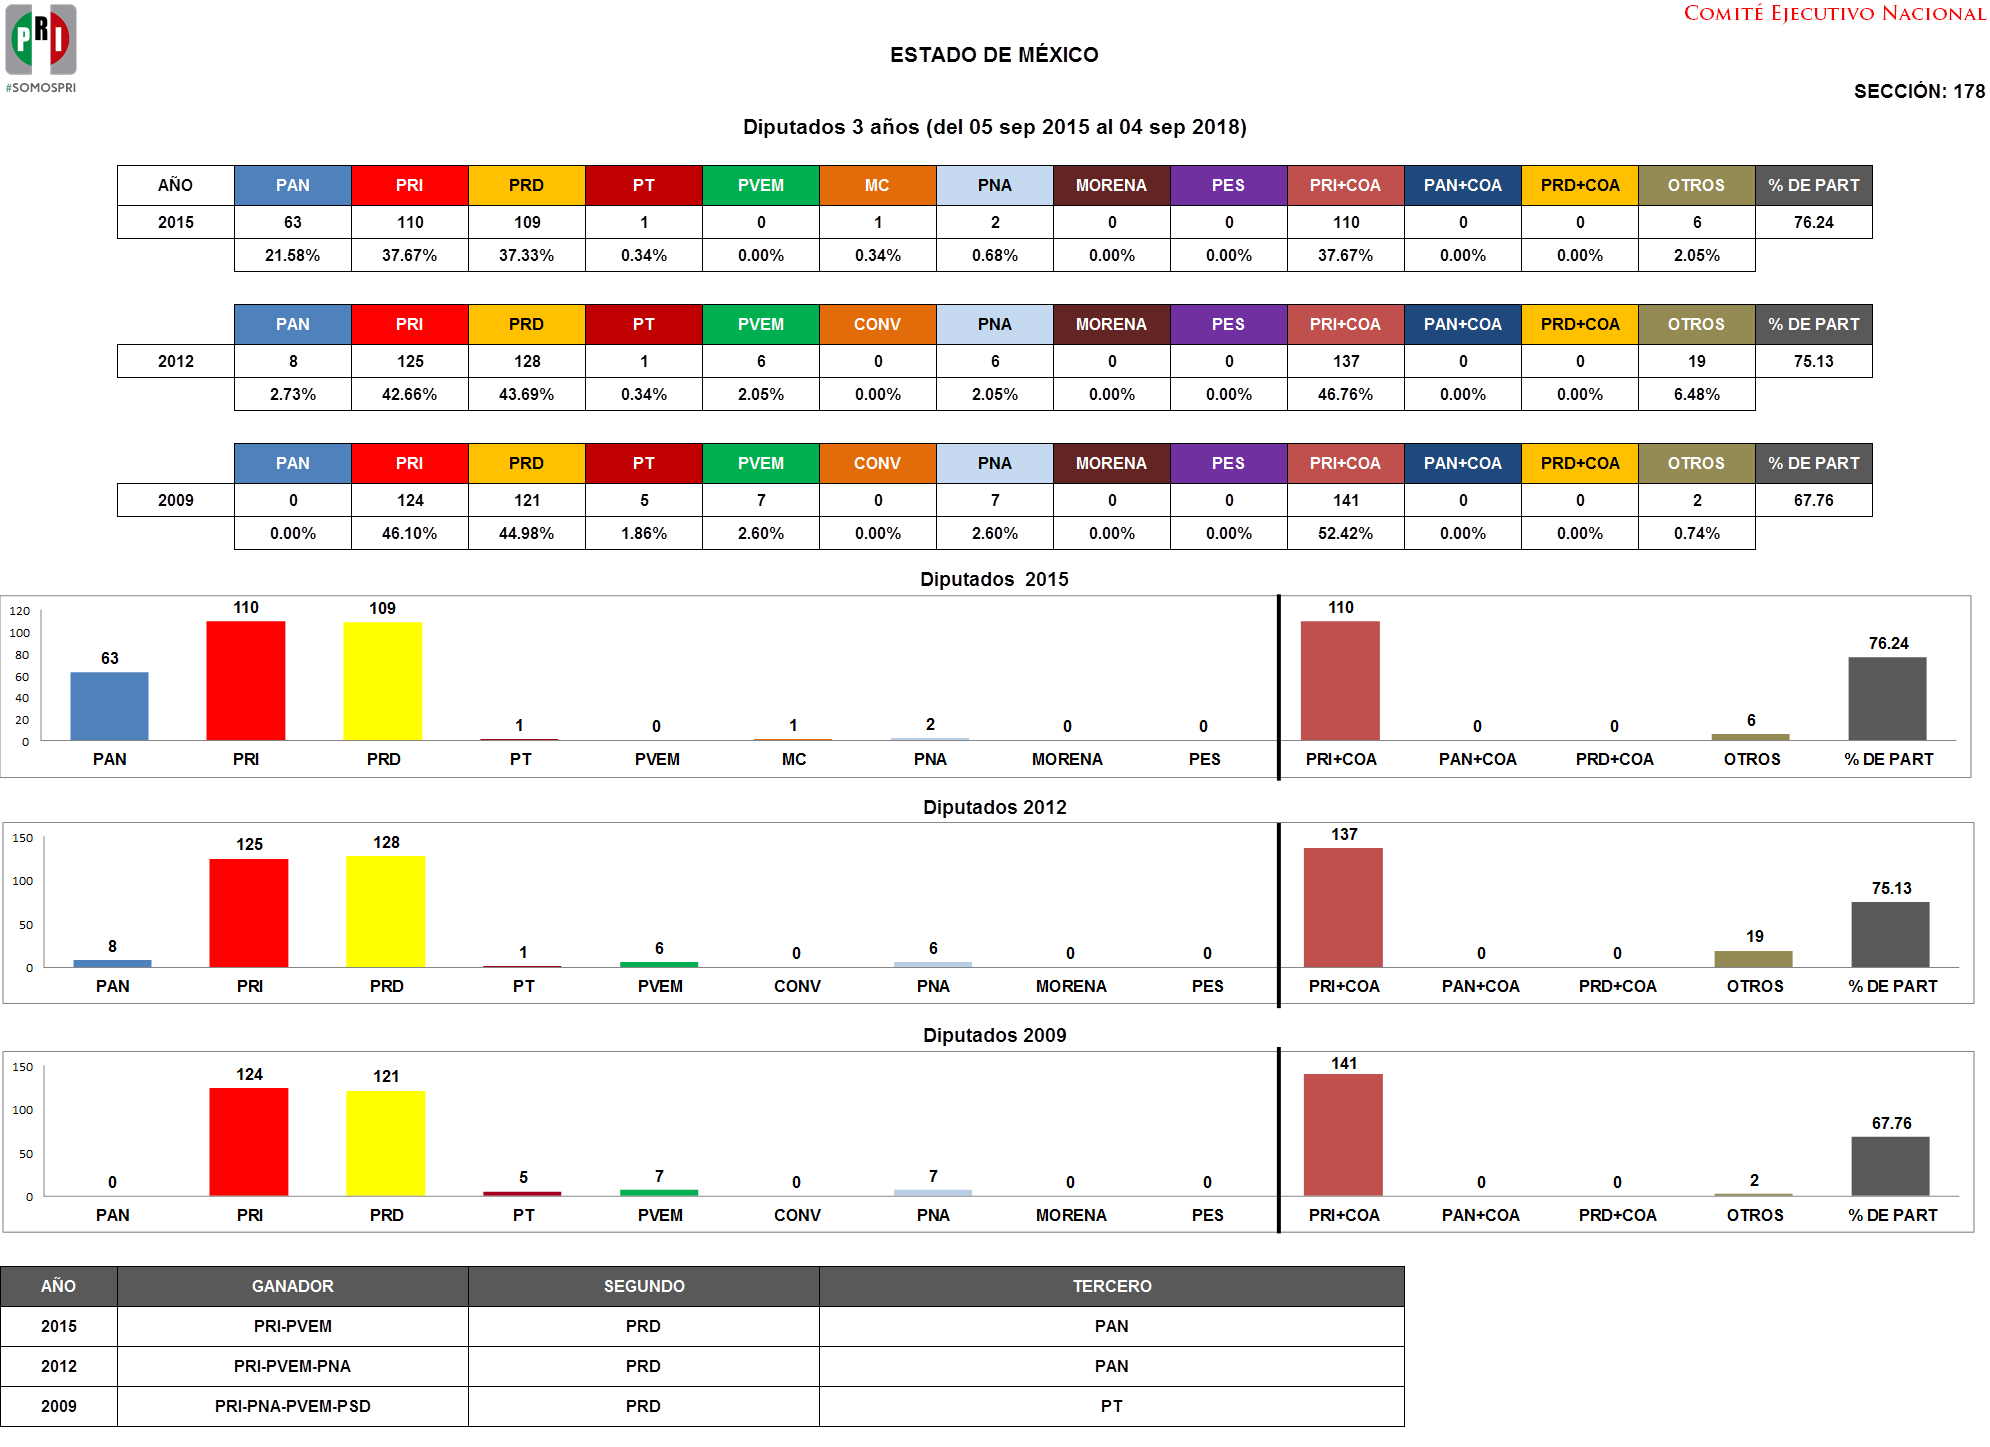 PRI
#SOMOSPRI
COMITÉ EJECUTIVO NACIONAL
ESTADO DE MÉXICO
SECCIÓN: 178
Diputados 3 años (del 05 sep 2015 al 04 sep 2018)
AÑO PAN PRI PRD PT PVEM MC PNA MORENA PES PRI+COA PAN+COA PRD+COA OTROS % DE PART
2015 63 110 109 1 0 1 2 0 0 110 0 0 6 76.24
21.58% 37.67% 37.33% 0.34% 0.00% 0.34% 0.68% 0.00% 0.00% 37.67% 0.00% 0.00% 2.05%
PAN PRI PRD PT PVEM CONV PNA MORENA PES PRI+COA PAN+COA PRD+COA OTROS % DE PART
2012 8 125 128 1 6 0 6 0 0 137 0 0 19 75.13
2.73% 42.66% 43.69% 0.34% 2.05% 0.00% 2.05% 0.00% 0.00% 46.76% 0.00% 0.00% 6.48%
PAN PRI PRD PT PVEM CONV PNA MORENA PES PRI+COA PAN+COA PRD+COA OTROS % DE PART
2009 0 124 121 5 7 0 7 0 0 141 0 0 2 67.76
0.00% 46.10% 44.98% 1.86% 2.60% 0.00% 2.60% 0.00% 0.00% 52.42% 0.00% 0.00% 0.74%
Diputados 2015
120
100
80
60
40
20
0
63 110 109 1 0 1 2 0 0 110 0 0 6 76.24
PAN PRI PRD PT PVEM MC PNA MORENA PES PRI+COA PAN+COA PRD+COA OTROS % DE PART
Diputados 2012
150
100
50
0
8 125 128 1 6 0 6 0 0 137 0 0 19 75.13
PAN PRI PRD PT PVEM CONV PNA MORENA PES PRI+COA PAN+COA PRD+COA OTROS % DE PART
Diputados 2009
150
100
50
0
0 124 121 5 7 0 7 0 0 141 0 0 2 67.76
PAN PRI PRD PT PVEM CONV PNA MORENA PES PRI+COA PAN+COA PRD+COA OTROS % DE PART
AÑO GANADOR SEGUNDO TERCERO
2015 PRI-PVEM PRD PAN
2012 PRI-PVEM-PNA PRD PAN
2009 PRI-PNA-PVEM-PSD PRD PT